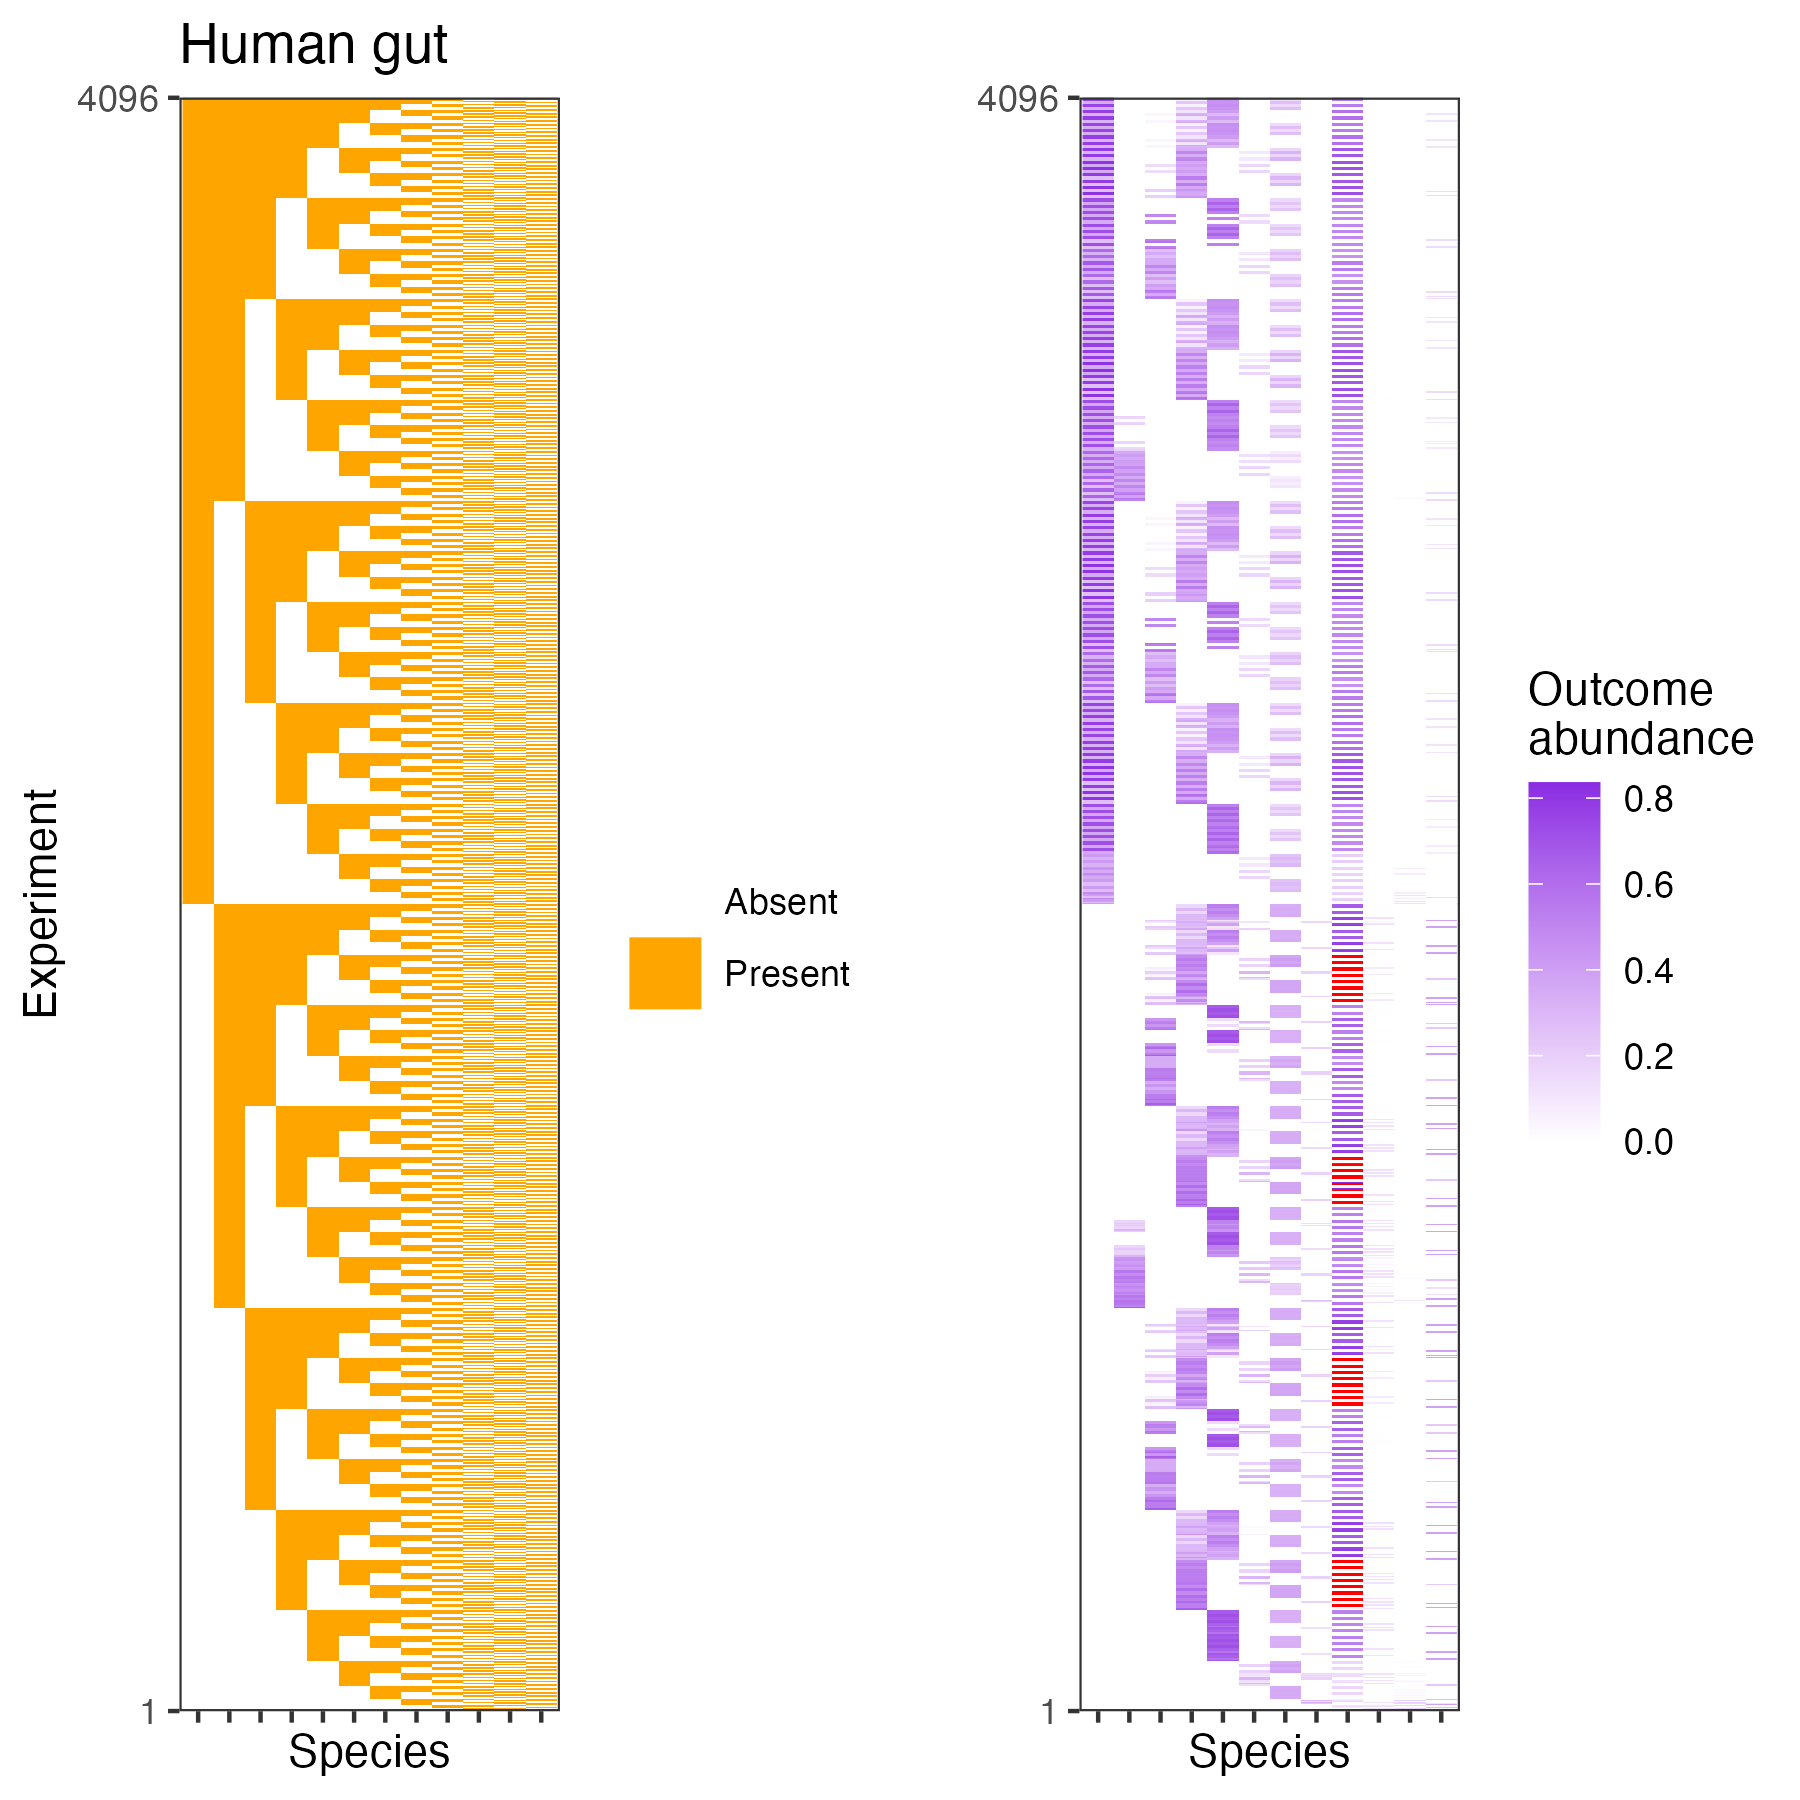 Human gut
4096
1
Experiment
Species
Absent
Present
4096
1
Species
Outcome
abundance
0.8
0.6
0.4
0.2
0.0